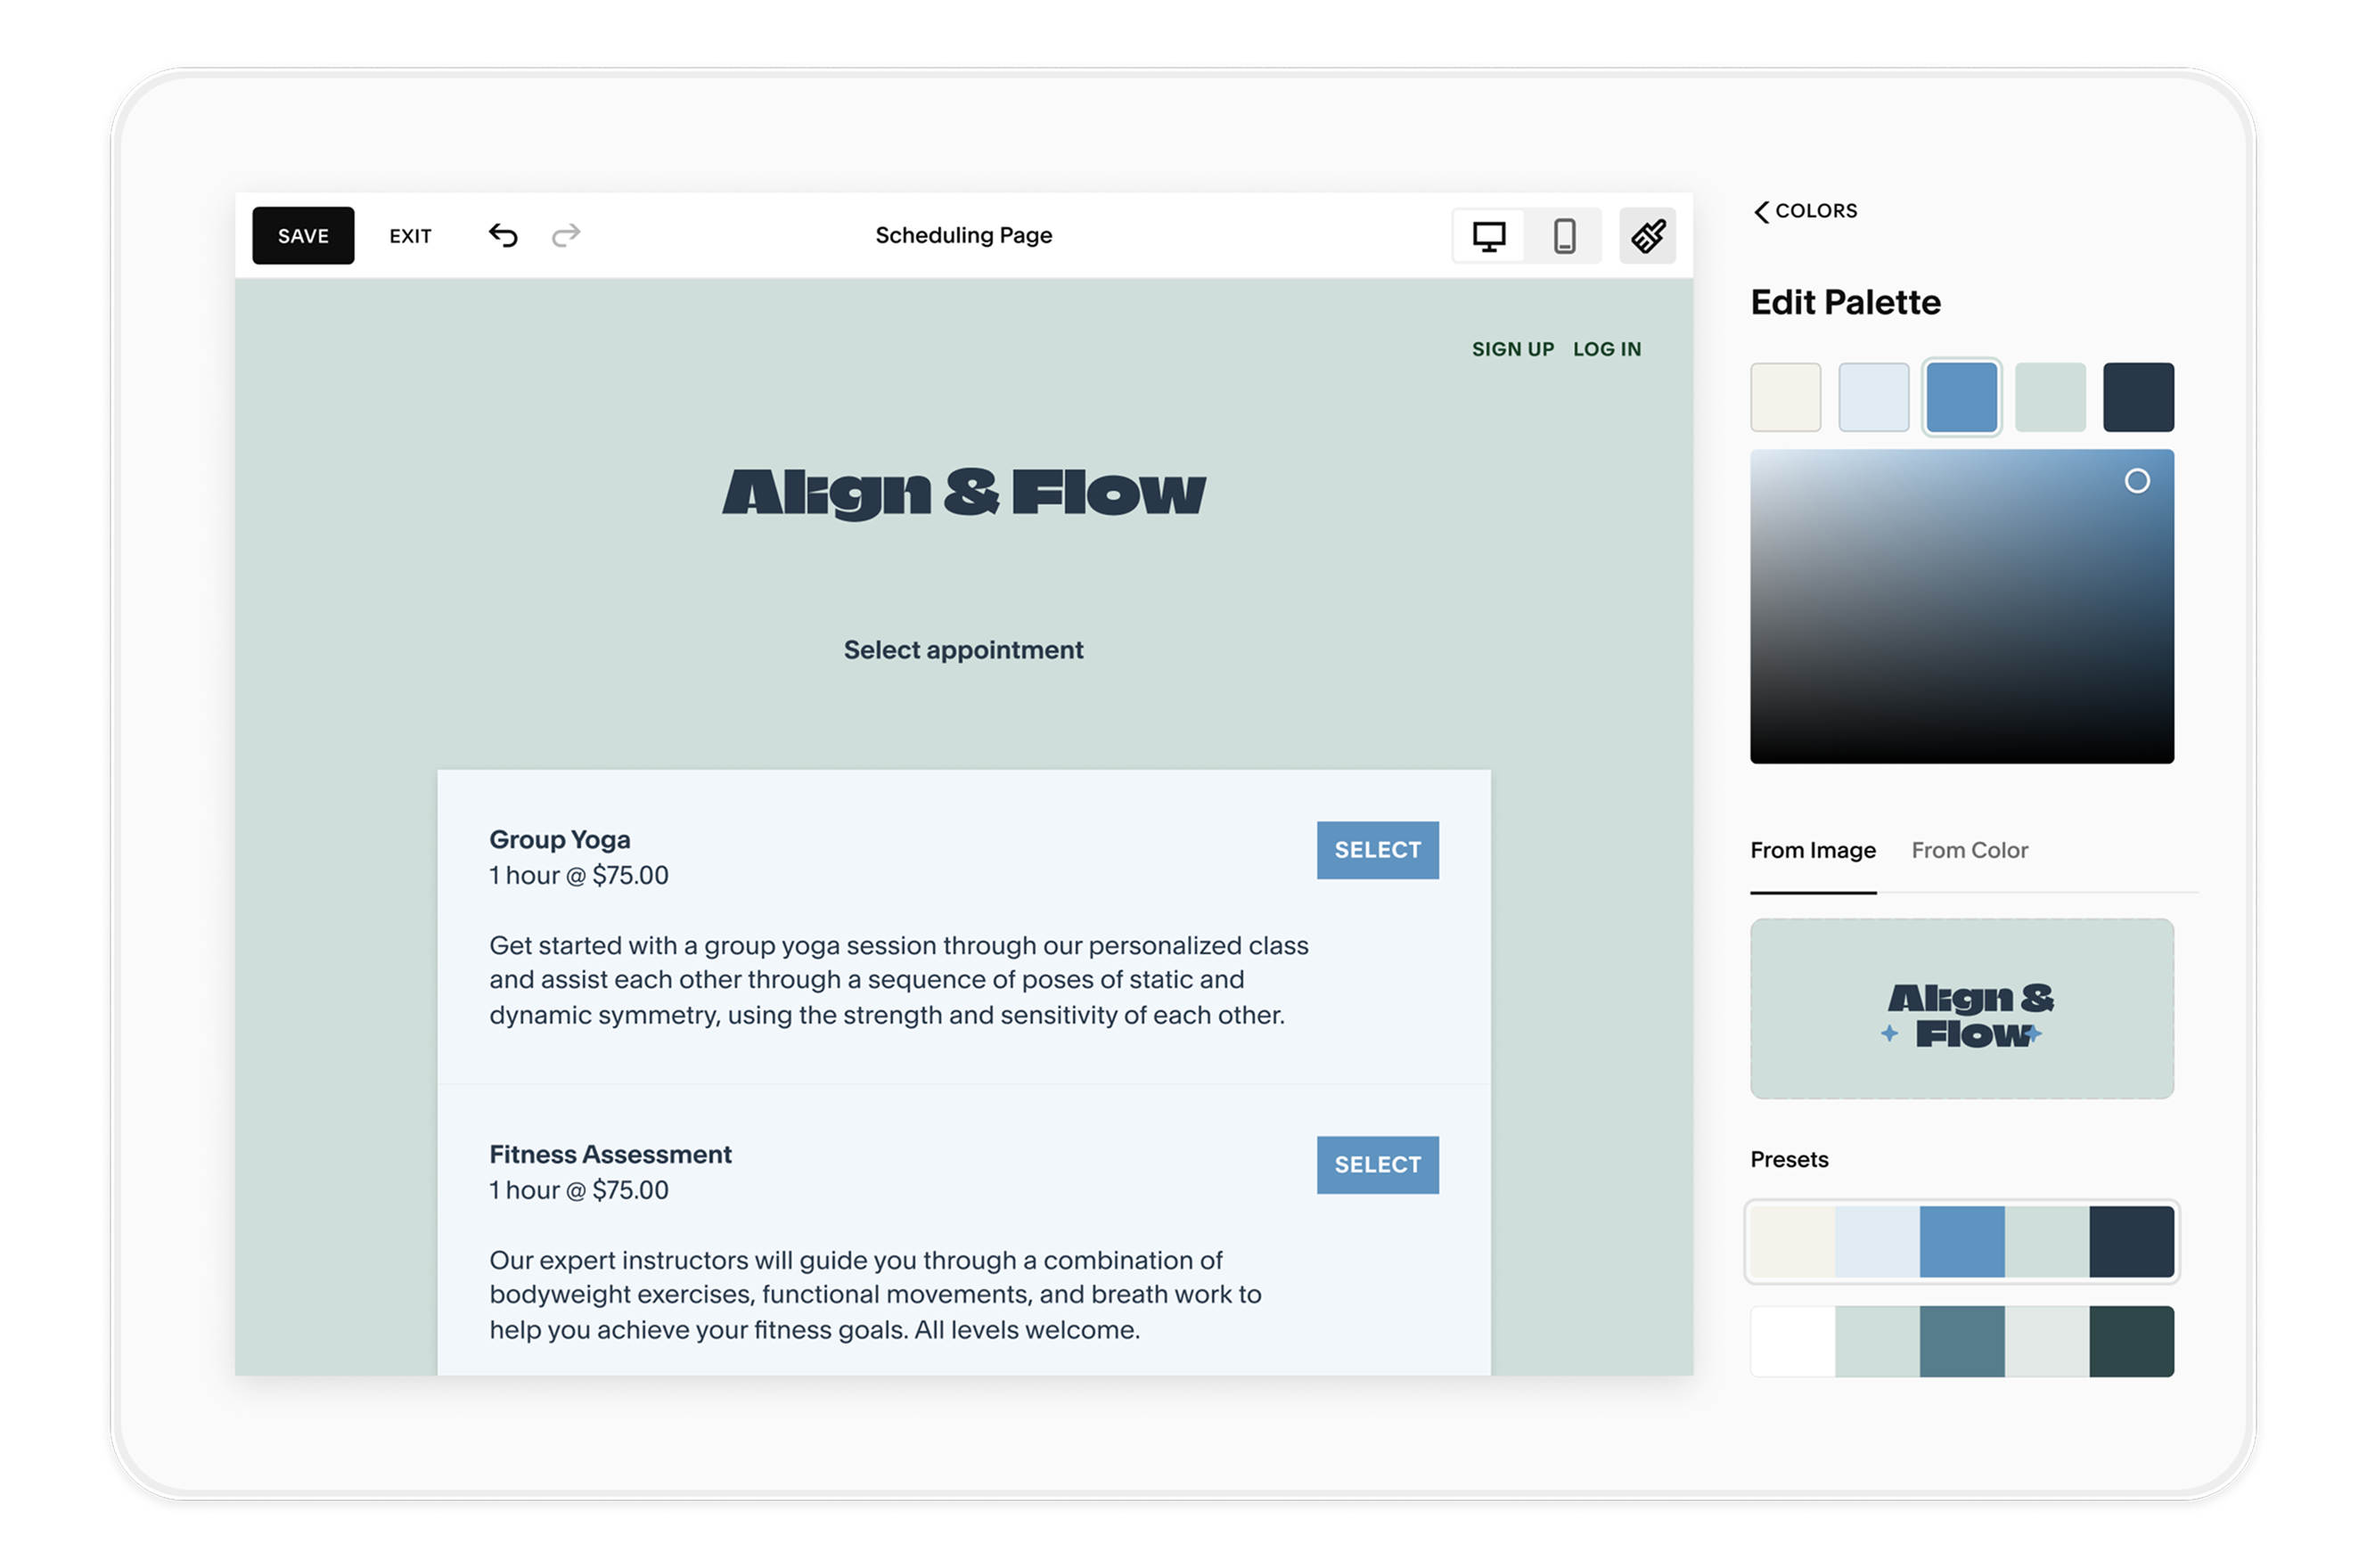 SAVE EXIT Scheduling Page
SIGN UP LOG IN
Align & Flow
Select appointment
Group Yoga
1 hour @ $75.00
SELECT
Get started with a group yoga session through our personalized class
and assist each other through a sequence of poses of static and
dynamic symmetry, using the strength and sensitivity of each other.
Fitness Assessment
1 hour @ $75.00
SELECT
Our expert instructors will guide you through a combination of
bodyweight exercises, functional movements, and breath work to
help you achieve your fitness goals. All levels welcome.
COLORS
Edit Palette
From Image From Color
Align &
Flow
Presets